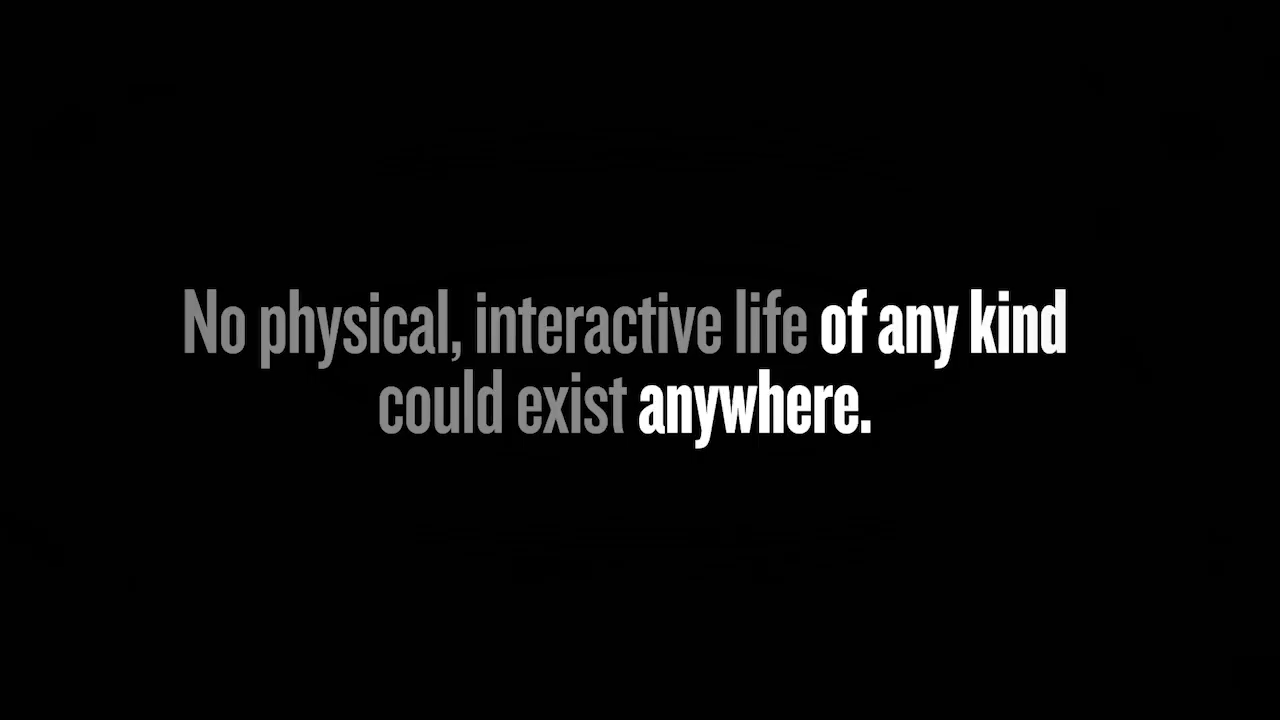 No physical, interactive life of any kind
could exist anywhere.